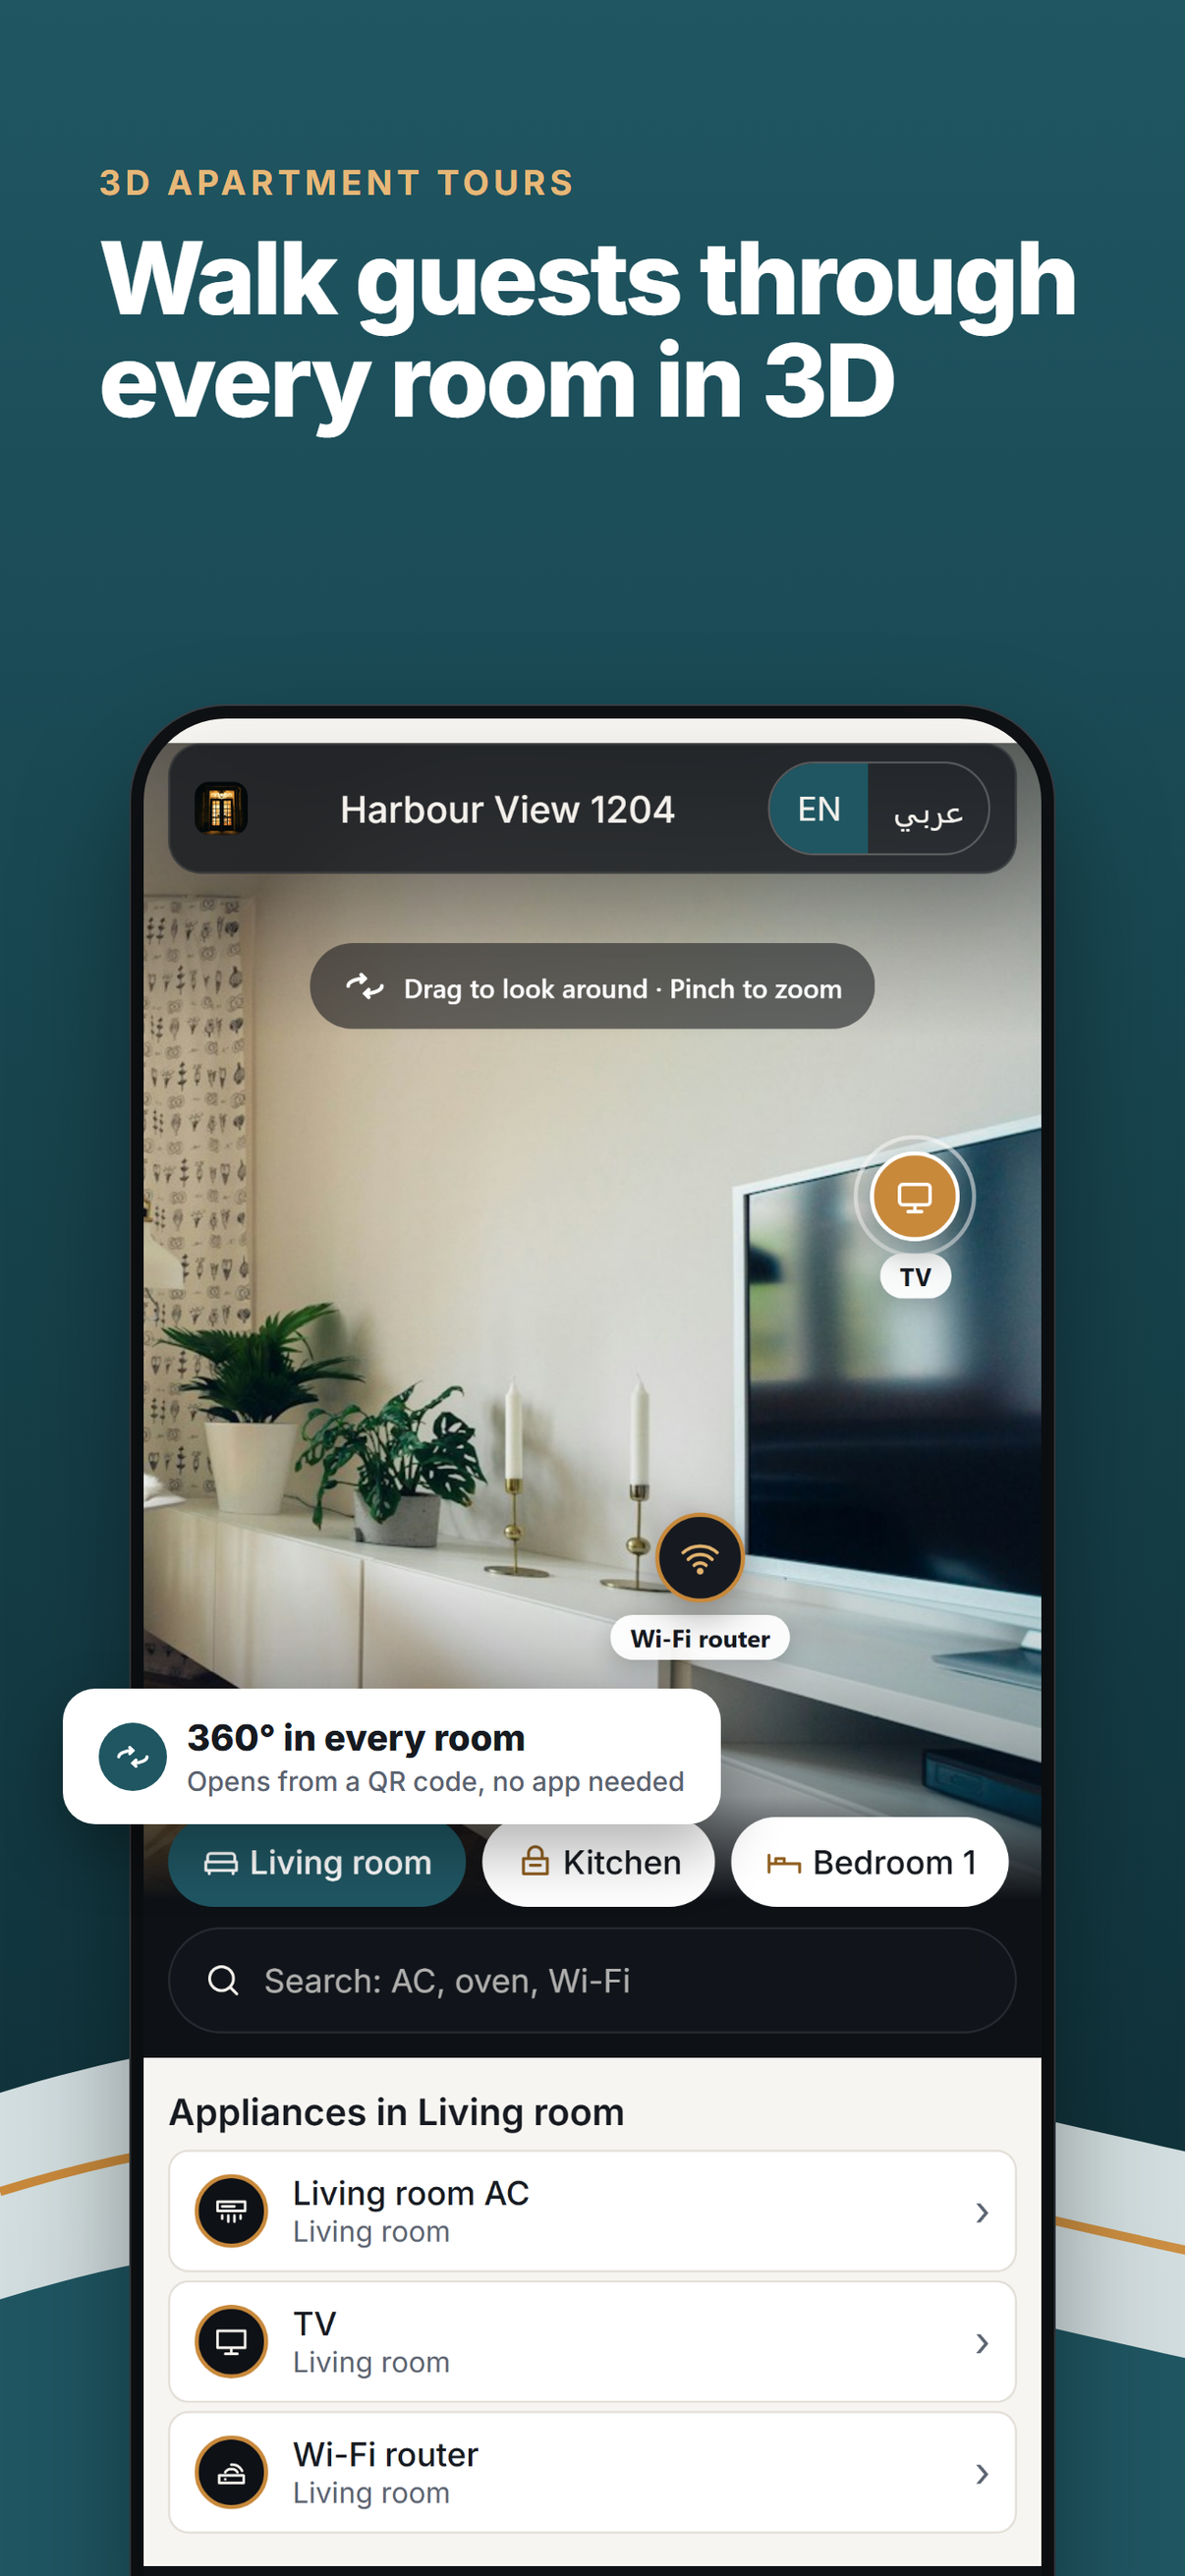 3D APARTMENT TOURS
Walk guests through
every room in 3D
Harbour View 1204
EN
عربي
Drag to look around · Pinch to zoom
TV
Wi-Fi router
360° in every room
Opens from a QR code, no app needed
Living room
Kitchen
Bedroom 1
Search: AC, oven, Wi-Fi
Appliances in Living room
Living room AC
Living room
›
TV
Living room
›
Wi-Fi router
Living room
›